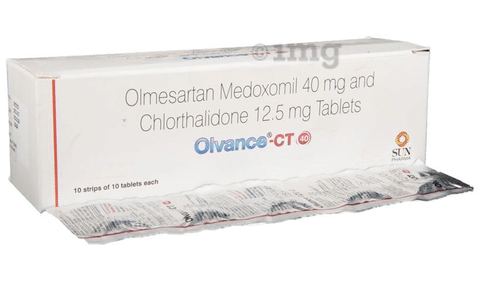 1mg
Olmesartan Medoxomil 40 mg and
Chlorthalidone 12.5 mg Tablets
Olvance®-CT 40
SUN
PHARMA
10 strips of 10 tablets each